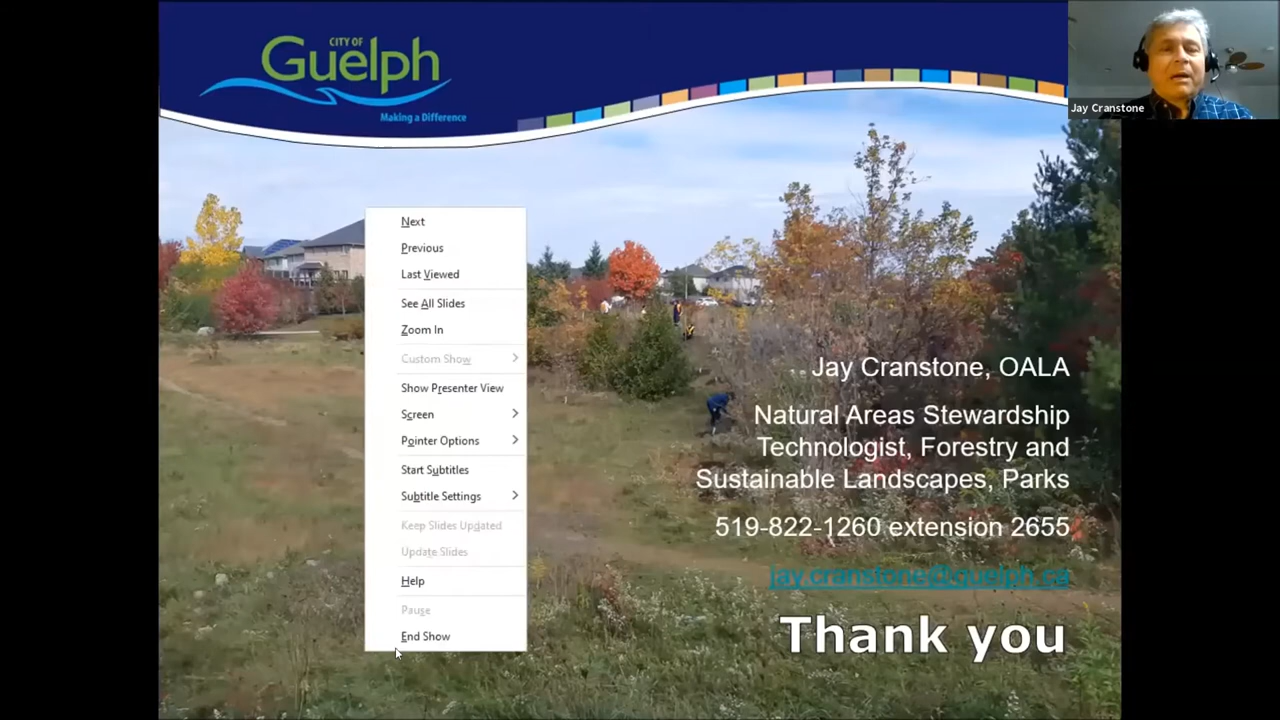 CITY OF
Guelph
Making a Difference
Jay Cranstone
Next
Previous
Last Viewed
See All Slides
Zoom In
Custom Show
Show Presenter View
Screen
Pointer Options
Start Subtitles
Subtitle Settings
Keep Slides Updated
Update Slides
Help
Pause
End Show
Jay Cranstone, OALA
Natural Areas Stewardship
Technologist, Forestry and
Sustainable Landscapes, Parks
519-822-1260 extension 2655
jay.cranstone@guelph.ca
Thank you